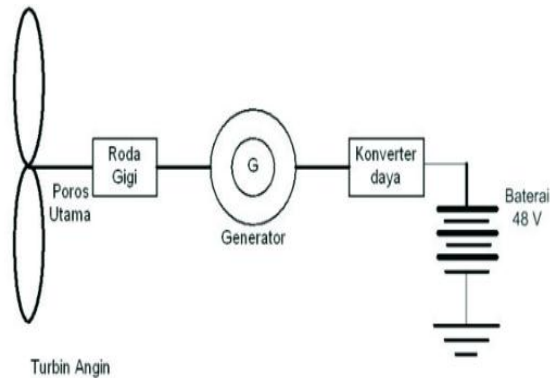 Roda
Gigi
Poros
Utama
G
Generator
Konverter
daya
Baterai
48 V
Turbin Angin